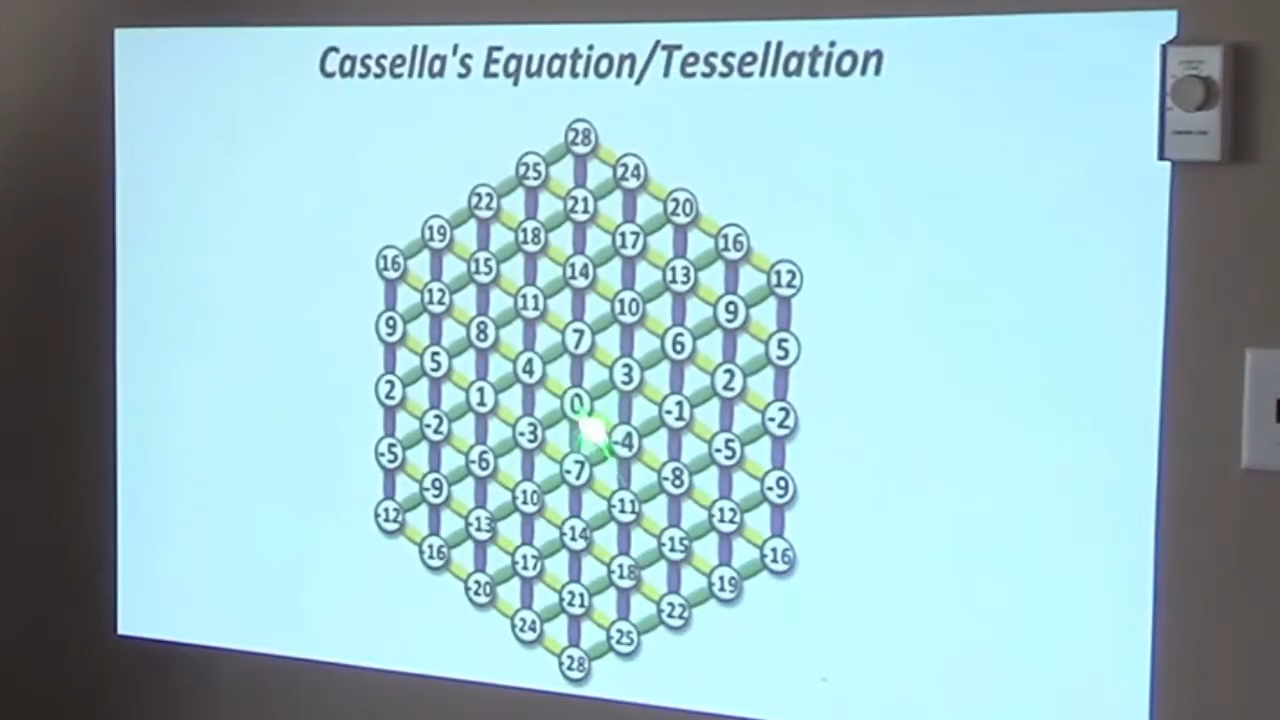 Cassella's Equation/Tessellation
28
25 24
22 21 20
19 18 17 16
16 15 14 13 12
12 11 10 9
9 8 7 6 5
5 4 3 2
2 1 0 -1 -2
-2 -3 -4 -5
-5 -6 -7 -8 -9
-9 -10 -11 -12
-12 -13 -14 -15 -16
-16 -17 -18 -19
-20 -21 -22
-24 -25
-28